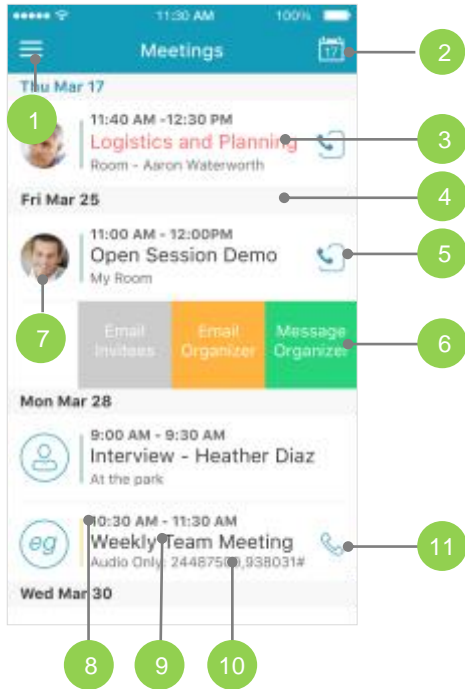 11:30 AM 100%
Meetings
17
2
Thu Mar 17
1
11:40 AM -12:30 PM
Logistics and Planning
3
Room - Aaron Waterworth
Fri Mar 25
4
11:00 AM - 12:00PM
Open Session Demo
5
My Room
7
Email Invitees
Email Organizer
Message Organizer
6
Mon Mar 28
9:00 AM - 9:30 AM
Interview - Heather Diaz
At the park
10:30 AM - 11:30 AM
eg
Weekly Team Meeting
11
Audio Only:
Wed Mar 30
8
9
10